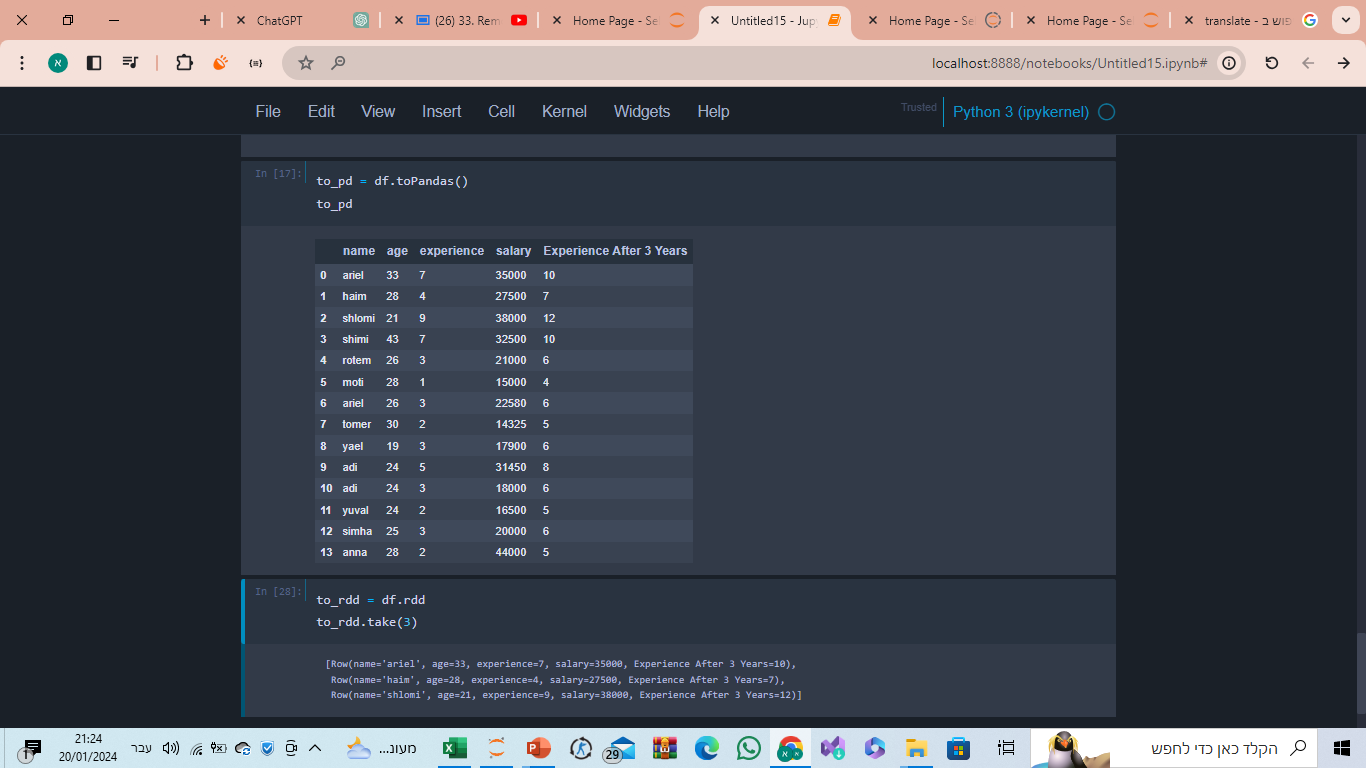 ChatGPT
(26) 33. Rem
Home Page - Se
Untitled15 - Jup
Home Page - Se
Home Page - Se
translate - חיפוש ב
א
localhost:8888/notebooks/Untitled15.ipynb#
File Edit View Insert Cell Kernel Widgets Help
Trusted
Python 3 (ipykernel)
In [17]:
to_pd = df.toPandas()
to_pd
name age experience salary Experience After 3 Years
0 ariel 33 7 35000 10
1 haim 28 4 27500 7
2 shlomi 21 9 38000 12
3 shimi 43 7 32500 10
4 rotem 26 3 21000 6
5 moti 28 1 15000 4
6 ariel 26 3 22580 6
7 tomer 30 2 14325 5
8 yael 19 3 17900 6
9 adi 24 5 31450 8
10 adi 24 3 18000 6
11 yuval 24 2 16500 5
12 simha 25 3 20000 6
13 anna 28 2 44000 5
In [28]:
to_rdd = df.rdd
to_rdd.take(3)
[Row(name='ariel', age=33, experience=7, salary=35000, Experience After 3 Years=10),
Row(name='haim', age=28, experience=4, salary=27500, Experience After 3 Years=7),
Row(name='shlomi', age=21, experience=9, salary=38000, Experience After 3 Years=12)]
1
21:24
20/01/2024
עבר
מעונ...
29
הקלד כאן כדי לחפש